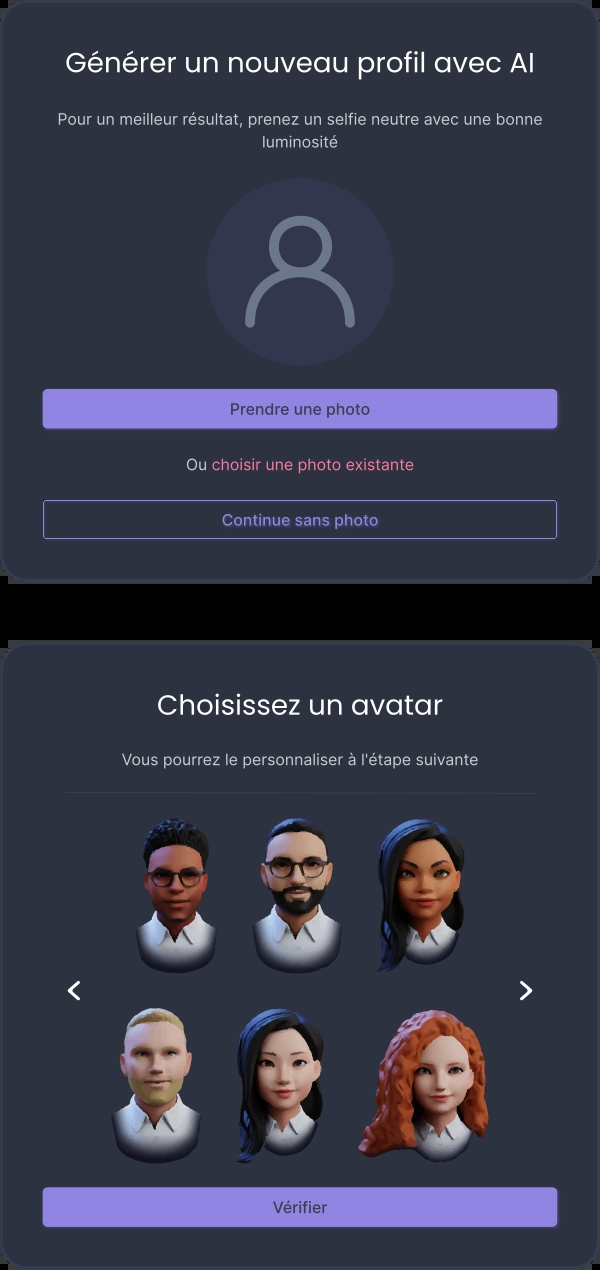 Générer un nouveau profil avec AI
Pour un meilleur résultat, prenez un selfie neutre avec une bonne
luminosité
Prendre une photo
Ou choisir une photo existante
Continue sans photo
Choisissez un avatar
Vous pourrez le personnaliser à l'étape suivante
Vérifier